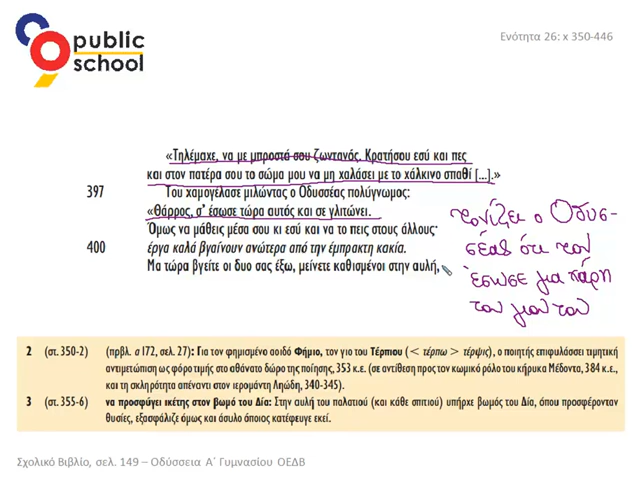 public
school
Ενότητα 26: χ 350-446
«Τηλέμαχε, να με μπροστά σου ζωντανός. Κρατήσου εσύ και πες
και στον πατέρα σου το σώμα μου να μη χαλάσει με το χάλκινο σπαθί [...].»
397 Του χαμογέλασε μιλώντας ο Οδυσσέας πολύγνωμος:
«Θάρρος, σ' έσωσε τώρα αυτός και σε γλιτώνει.
Όμως να μάθεις μέσα σου κι εσύ και να το πεις στους άλλους·
400 έργα καλά βγαίνουν ανώτερα από την έμπρακτη κακία.
Μα τώρα βγείτε οι δυο σας έξω, μείνετε καθισμένοι στην αυλή,
τονίζει ο Οδυσ-
σέας ότι τον
έσωσε για χάρη
του γιου του
2 (στ. 350-2) (πρβλ. α 172, σελ. 27): Για τον φημισμένο αοιδό Φήμιο, τον γιο του Τέρπιου (< τέρπω > τέρψις), ο ποιητής επιφυλάσσει τιμητική
αντιμετώπιση ως φόρο τιμής στο αθάνατο δώρο της ποίησης, 353 κ.ε. (σε αντίθεση προς τον κωμικό ρόλο του κήρυκα Μέδοντα, 384 κ.ε.,
και τη σκληρότητα απέναντι στον ιερομάντη Ληώδη, 340-345).
3 (στ. 355-6) να προσφύγει ικέτης στον βωμό του Δία: Στην αυλή του παλατιού (και κάθε σπιτιού) υπήρχε βωμός του Δία, όπου προσφέρονταν
θυσίες, εξασφάλιζε όμως και άσυλο όποιος κατέφευγε εκεί.
Σχολικό Βιβλίο, σελ. 149 – Οδύσσεια Α΄ Γυμνασίου ΟΕΔΒ